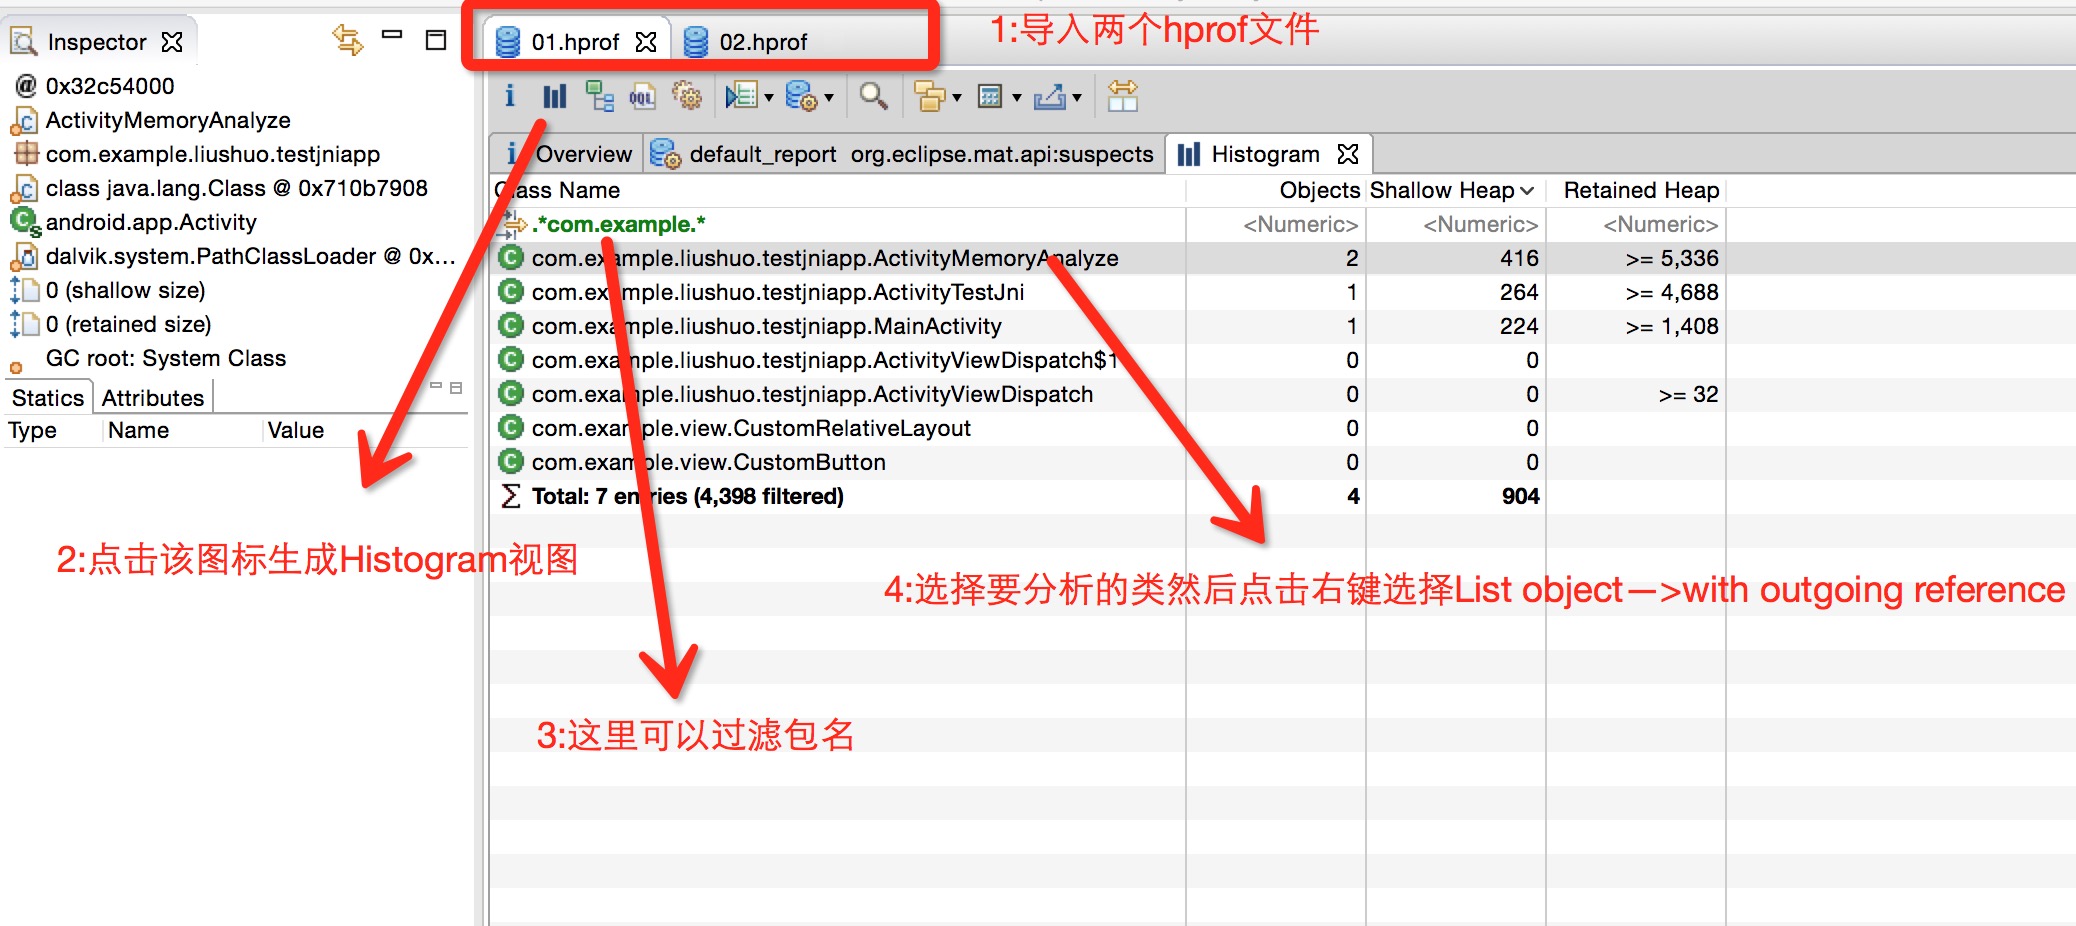 Inspector
01.hprof
02.hprof
1:导入两个hprof文件
@ 0x32c54000
ActivityMemoryAnalyze
com.example.liushuo.testjniapp
class java.lang.Class @ 0x710b7908
android.app.Activity
dalvik.system.PathClassLoader @ 0x...
0 (shallow size)
0 (retained size)
GC root: System Class
Statics
Attributes
Type Name Value
OQL
Overview
default_report org.eclipse.mat.api:suspects
Histogram
Class Name Objects Shallow Heap Retained Heap
.*com.example.* <Numeric> <Numeric> <Numeric>
com.example.liushuo.testjniapp.ActivityMemoryAnalyze 2 416 >= 5,336
com.example.liushuo.testjniapp.ActivityTestJni 1 264 >= 4,688
com.example.liushuo.testjniapp.MainActivity 1 224 >= 1,408
com.example.liushuo.testjniapp.ActivityViewDispatch$1 0 0
com.example.liushuo.testjniapp.ActivityViewDispatch 0 0 >= 32
com.example.view.CustomRelativeLayout 0 0
com.example.view.CustomButton 0 0
Total: 7 entries (4,398 filtered) 4 904
2:点击该图标生成Histogram视图
4:选择要分析的类然后点击右键选择List object—>with outgoing reference
3:这里可以过滤包名